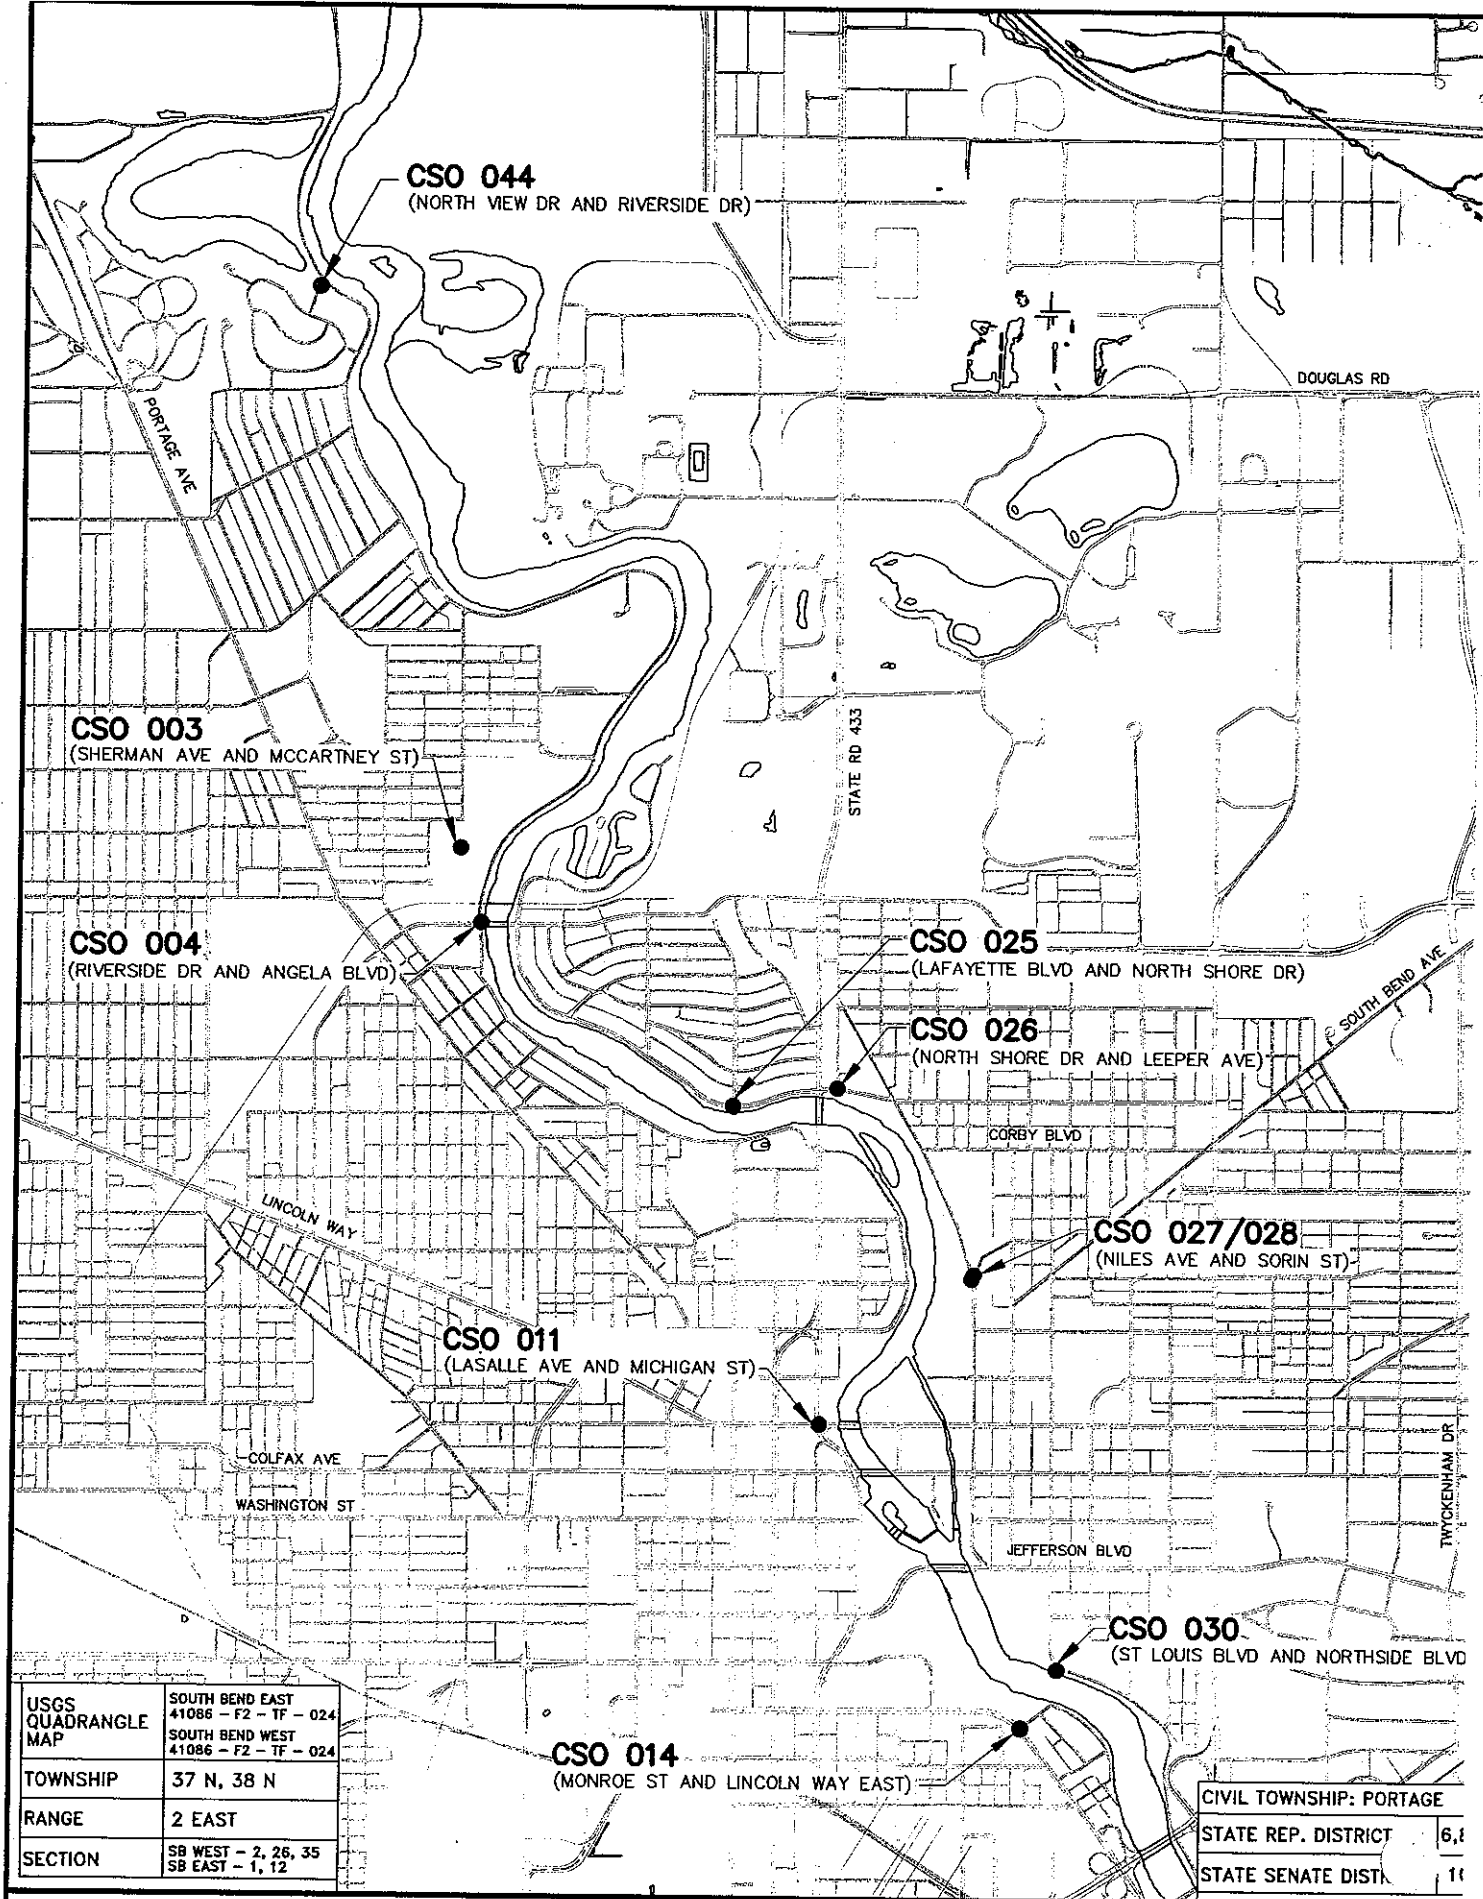 CSO 044
(NORTH VIEW DR AND RIVERSIDE DR)
DOUGLAS RD
PORTAGE AVE
CSO 003
(SHERMAN AVE AND MCCARTNEY ST)
STATE RD 433
CSO 004
(RIVERSIDE DR AND ANGELA BLVD)
CSO 025
(LAFAYETTE BLVD AND NORTH SHORE DR)
SOUTH BEND AVE
CSO 026
(NORTH SHORE DR AND LEEPER AVE)
CORBY BLVD
LINCOLN WAY
CSO 027/028
(NILES AVE AND SORIN ST)
CSO 011
(LASALLE AVE AND MICHIGAN ST)
COLFAX AVE
TWYCKENHAM DR
WASHINGTON ST
JEFFERSON BLVD
CSO 030
(ST LOUIS BLVD AND NORTHSIDE BLVD
CSO 014
(MONROE ST AND LINCOLN WAY EAST)
USGS QUADRANGLE MAP
SOUTH BEND EAST
41086 - F2 - TF - 024
SOUTH BEND WEST
41086 - F2 - TF - 024
TOWNSHIP 37 N, 38 N
RANGE 2 EAST
SECTION SB WEST - 2, 26, 35
SB EAST - 1, 12
CIVIL TOWNSHIP: PORTAGE
STATE REP. DISTRICT
STATE SENATE